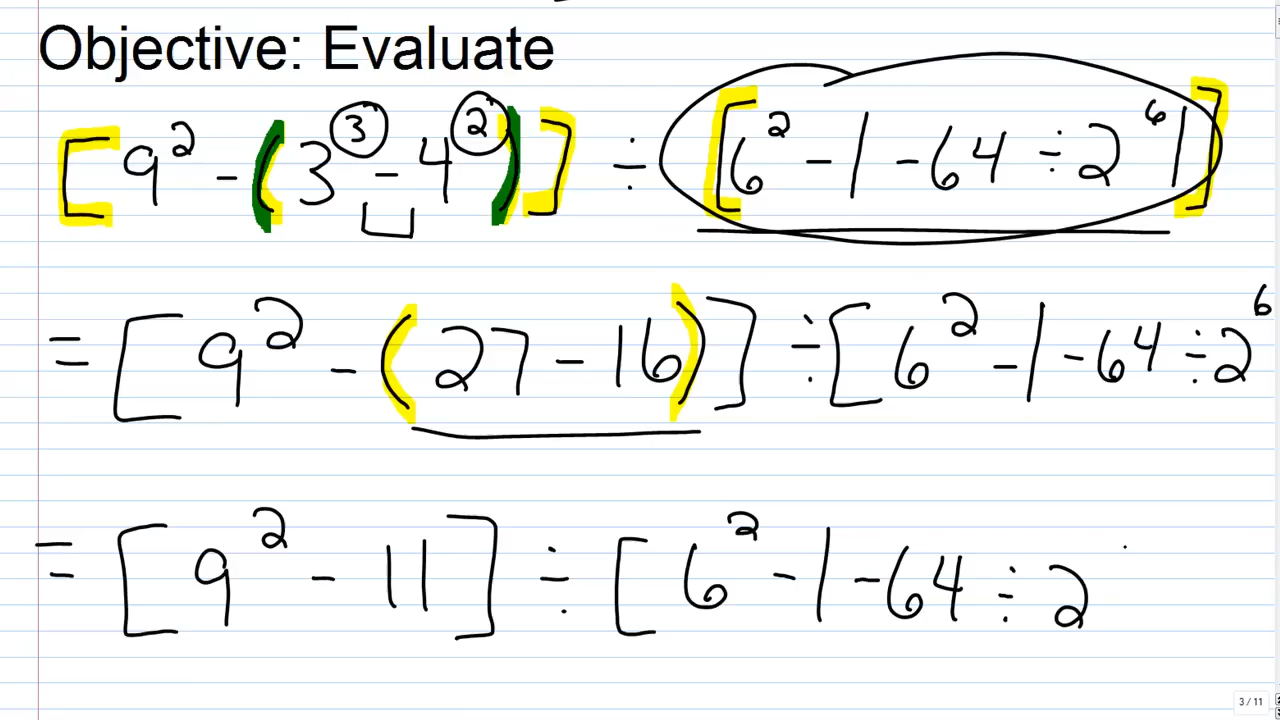 Objective: Evaluate
[9² - (3³ - 4²)] ÷ [6² - 1 - 64 ÷ 2⁶]
= [9² - (27 - 16)] ÷ [6² - 1 - 64 ÷ 2⁶
= [9² - 11] ÷ [6² - 1 - 64 ÷ 2
3 / 11